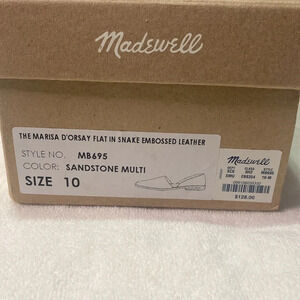 Madewell
THE MARISA D'ORSAY FLAT IN SNAKE EMBOSSED LEATHER
STYLE NO. MB695
COLOR: SANDSTONE MULTI
SIZE 10
Madewell
$128.00